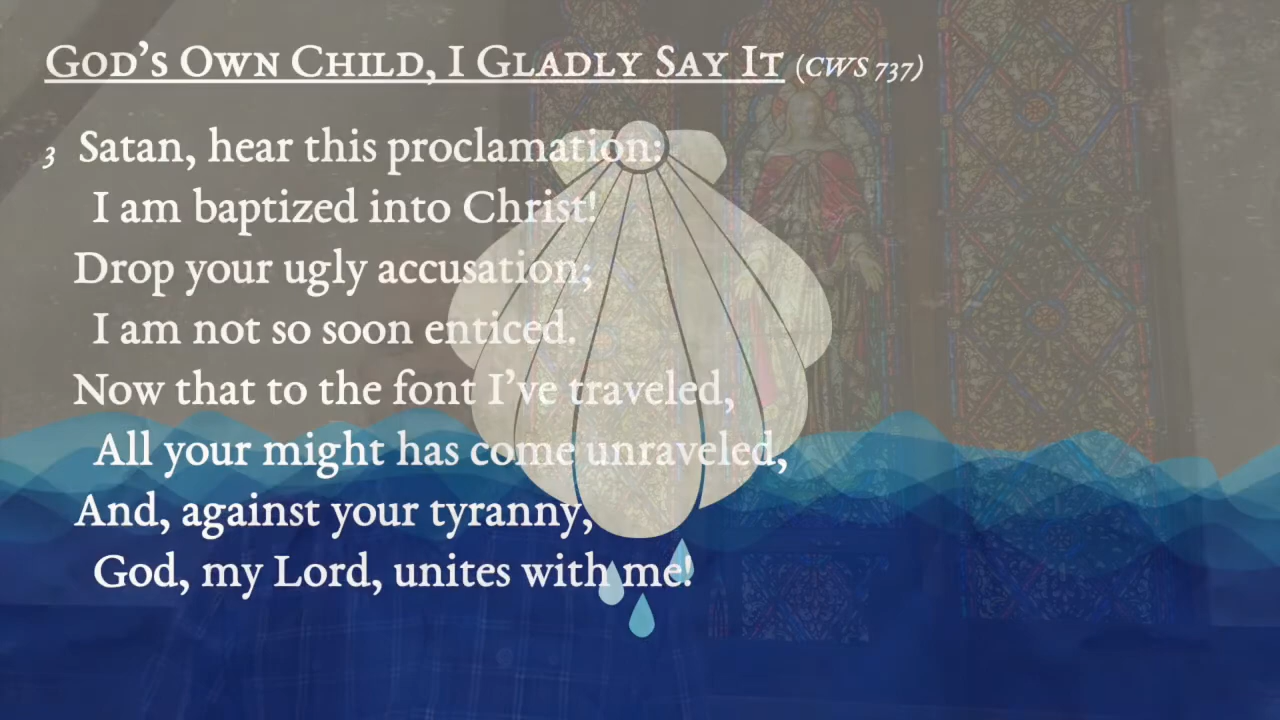 God's Own Child, I Gladly Say It (CWS 737)
3 Satan, hear this proclamation:
I am baptized into Christ!
Drop your ugly accusation;
I am not so soon enticed.
Now that to the font I've traveled,
All your might has come unraveled,
And, against your tyranny,
God, my Lord, unites with me!